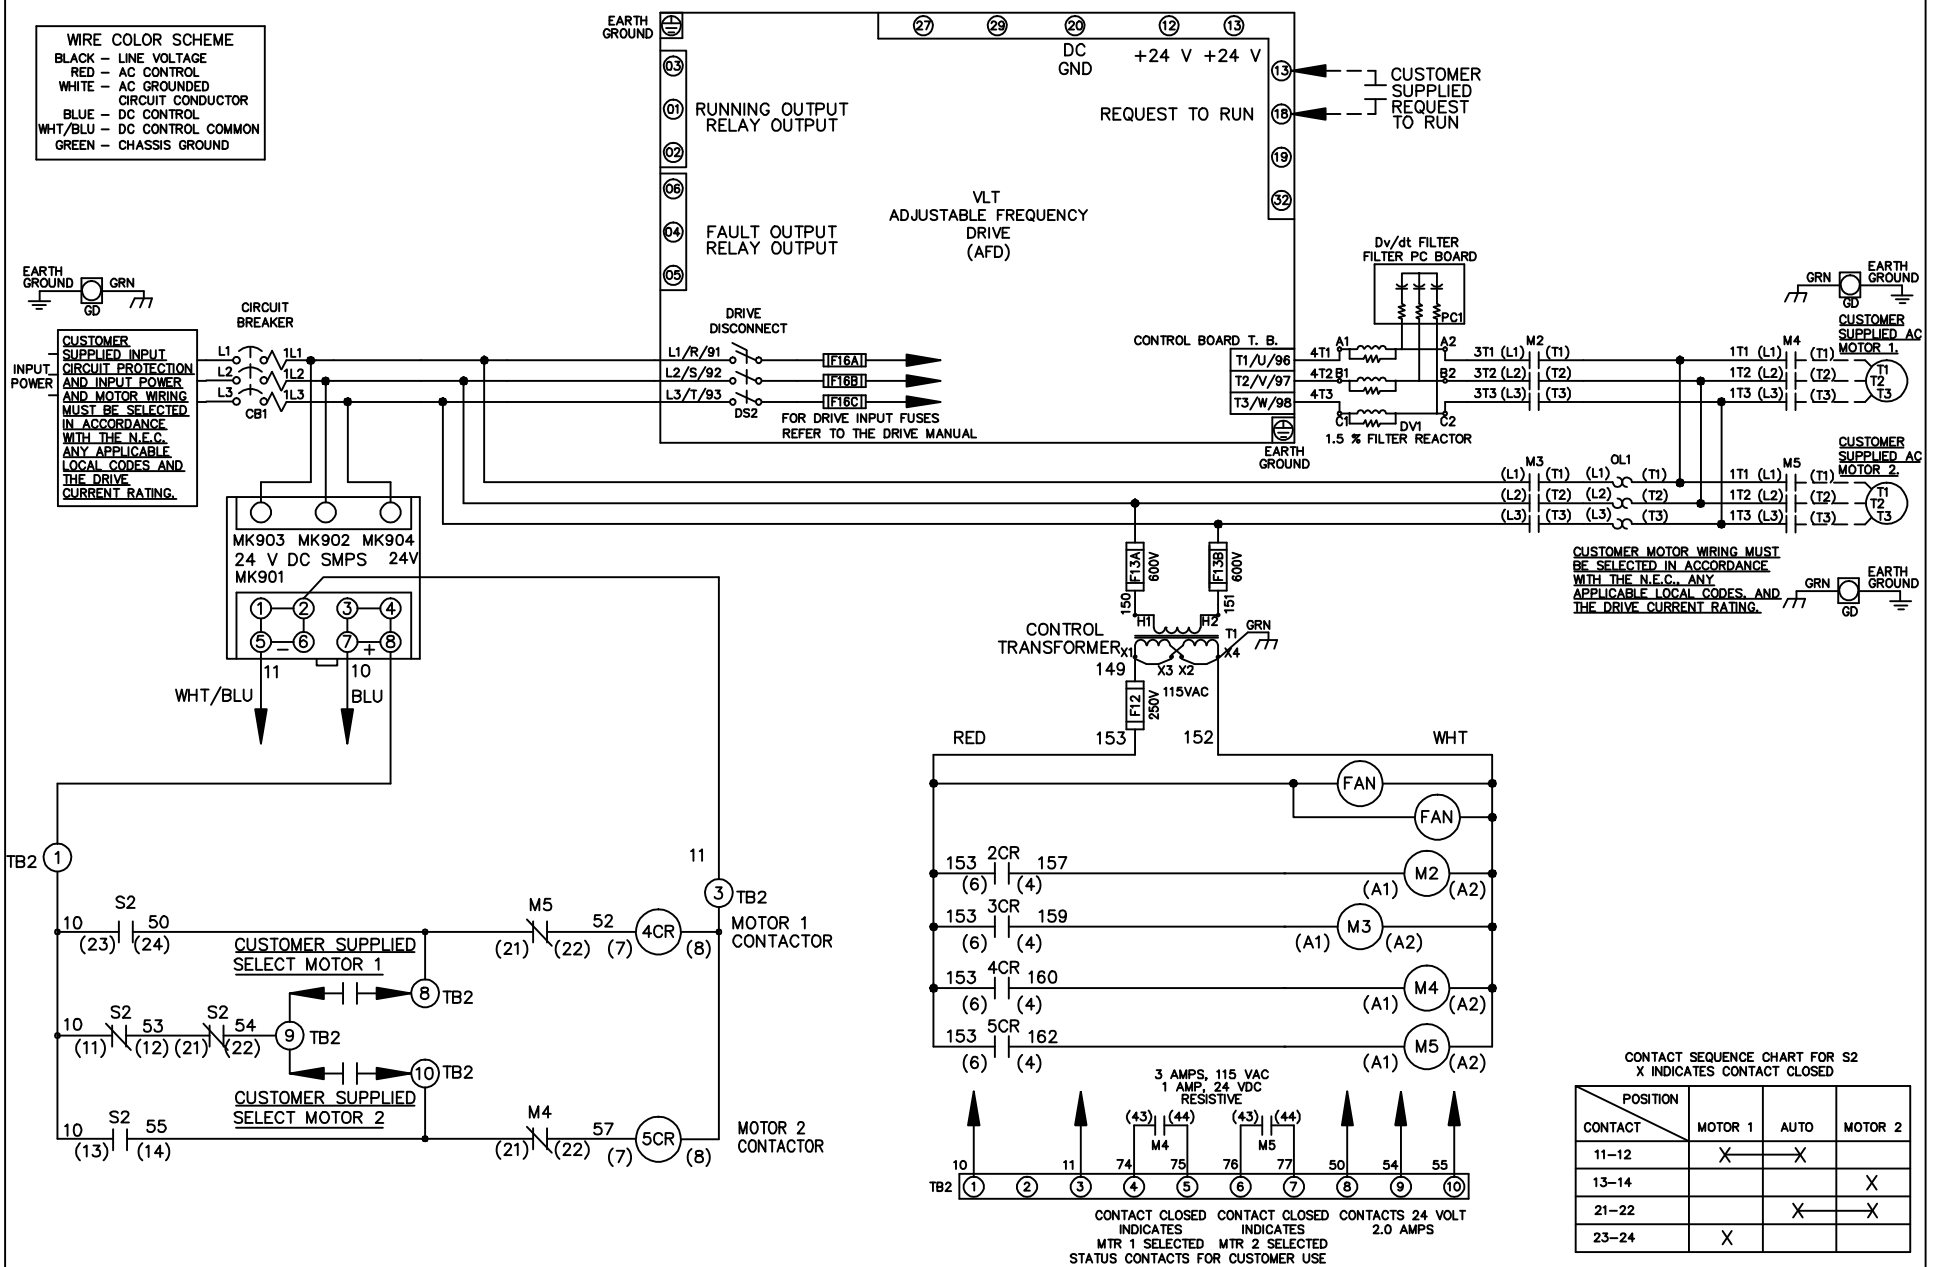 WIRE COLOR SCHEME
BLACK – LINE VOLTAGE
RED – AC CONTROL
WHITE – AC GROUNDED
CIRCUIT CONDUCTOR
BLUE – DC CONTROL
WHT/BLU – DC CONTROL COMMON
GREEN – CHASSIS GROUND
EARTH
GROUND
27 29 20 12 13
DC
GND
+24 V +24 V
03
01
02
RUNNING OUTPUT
RELAY OUTPUT
06
04
05
FAULT OUTPUT
RELAY OUTPUT
VLT
ADJUSTABLE FREQUENCY
DRIVE
(AFD)
REQUEST TO RUN
13
18
19
32
CUSTOMER
SUPPLIED
REQUEST
TO RUN
EARTH
GROUND
GRN
GD
INPUT
POWER
CUSTOMER
SUPPLIED INPUT
CIRCUIT PROTECTION
AND INPUT POWER
AND MOTOR WIRING
MUST BE SELECTED
IN ACCORDANCE
WITH THE N.E.C.
ANY APPLICABLE
LOCAL CODES AND
THE DRIVE
CURRENT RATING.
CIRCUIT
BREAKER
L1 1L1
L2 1L2
L3 1L3
CB1
DRIVE
DISCONNECT
L1/R/91 F16A
L2/S/92 F16B
L3/T/93 F16C
DS2
FOR DRIVE INPUT FUSES
REFER TO THE DRIVE MANUAL
CONTROL BOARD T. B.
T1/U/96
T2/V/97
T3/W/98
EARTH
GROUND
Dv/dt FILTER
FILTER PC BOARD
PC1
4T1 A1 A2
4T2 B1 B2
4T3 C1 C2
DV1
1.5 % FILTER REACTOR
M2
3T1 (L1) (T1)
3T2 (L2) (T2)
3T3 (L3) (T3)
M4
1T1 (L1) (T1)
1T2 (L2) (T2)
1T3 (L3) (T3)
GRN
GD
EARTH
GROUND
CUSTOMER
SUPPLIED AC
MOTOR 1.
T1
T2
T3
M3 OL1
(L1) (T1) (L1) (T1)
(L2) (T2) (L2) (T2)
(L3) (T3) (L3) (T3)
M5
1T1 (L1) (T1)
1T2 (L2) (T2)
1T3 (L3) (T3)
CUSTOMER
SUPPLIED AC
MOTOR 2.
T1
T2
T3
CUSTOMER MOTOR WIRING MUST
BE SELECTED IN ACCORDANCE
WITH THE N.E.C., ANY
APPLICABLE LOCAL CODES, AND
THE DRIVE CURRENT RATING.
GRN
GD
EARTH
GROUND
MK903 MK902 MK904
24 V DC SMPS 24V
MK901
1 2 3 4
5 – 6 7 + 8
11 10
WHT/BLU BLU
F13A 600V F13B 600V
150 151
H1 H2
CONTROL
TRANSFORMER
T1
GRN
X1 X3 X2 X4
149
F12 250V
115VAC
153 152
RED WHT
FAN
FAN
153 2CR 157
(6) (4) (A1) M2 (A2)
153 3CR 159
(6) (4) (A1) M3 (A2)
153 4CR 160
(6) (4) (A1) M4 (A2)
153 5CR 162
(6) (4) (A1) M5 (A2)
TB2 1
11
3 TB2
10 S2 50
(23) (24)
M5 52
(21) (22) (7) 4CR (8)
MOTOR 1
CONTACTOR
CUSTOMER SUPPLIED
SELECT MOTOR 1
8 TB2
10 S2 53 S2 54
(11) (12) (21) (22)
9 TB2
10 TB2
CUSTOMER SUPPLIED
SELECT MOTOR 2
10 S2 55
(13) (14)
M4 57
(21) (22) (7) 5CR (8)
MOTOR 2
CONTACTOR
3 AMPS, 115 VAC
1 AMP, 24 VDC
RESISTIVE
(43) (44) (43) (44)
M4 M5
10 11 74 75 76 77 50 54 55
TB2 1 2 3 4 5 6 7 8 9 10
CONTACT CLOSED CONTACT CLOSED CONTACTS 24 VOLT
INDICATES INDICATES 2.0 AMPS
MTR 1 SELECTED MTR 2 SELECTED
STATUS CONTACTS FOR CUSTOMER USE
CONTACT SEQUENCE CHART FOR S2
X INDICATES CONTACT CLOSED
POSITION
CONTACT MOTOR 1 AUTO MOTOR 2
11–12 X X
13–14 X
21–22 X X
23–24 X